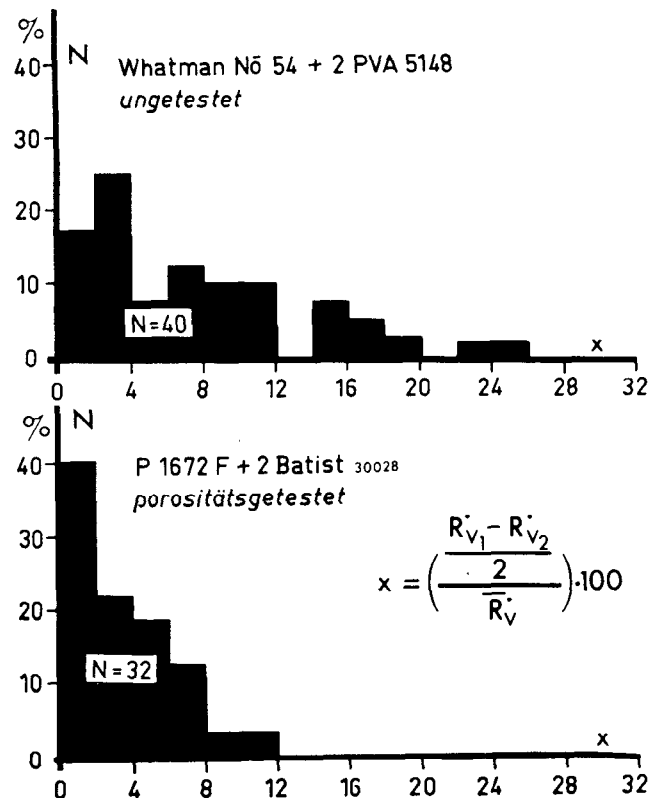 % N
Whatman Nō 54 + 2 PVA 5148
ungetestet
40
30
20
10
0
N=40
x
0 4 8 12 16 20 24 28 32
% N
P 1672 F + 2 Batist 30028
porositätsgetestet
40
30
20
10
0
N=32
x = ( (R·V1 − R·V2) / 2 / R̅·V ) · 100
x
0 4 8 12 16 20 24 28 32